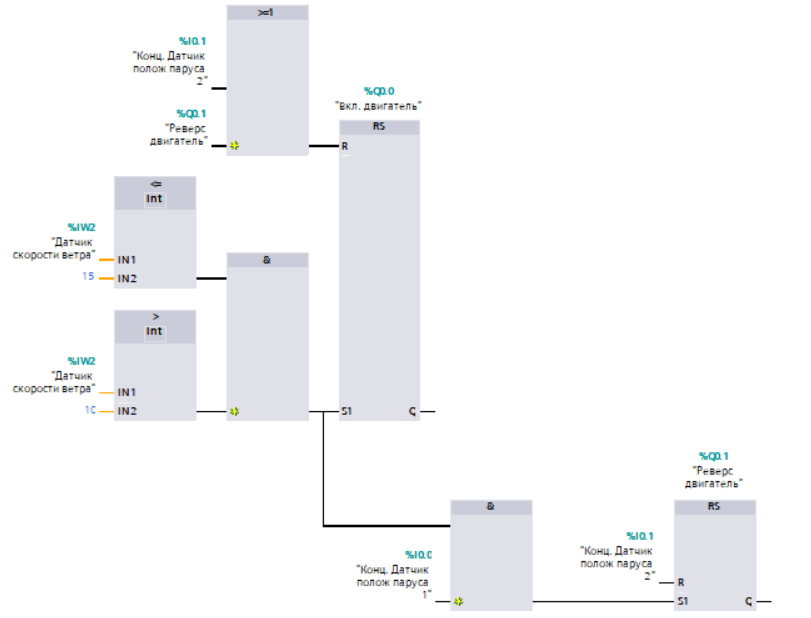 >=1
%I0.1
"Конц. Датчик
полож паруса
2"
%Q0.1
"Реверс
двигатель"
%Q0.0
"Вкл. двигатель"
RS
R
<=
Int
%IW2
"Датчик
скорости ветра"
IN1
15
IN2
&
>
Int
%IW2
"Датчик
скорости ветра"
IN1
10
IN2
S1
Q
%Q0.1
"Реверс
двигатель"
&
RS
%I0.1
"Конц. Датчик
полож паруса
2"
R
%I0.0
"Конц. Датчик
полож паруса
1"
S1
Q